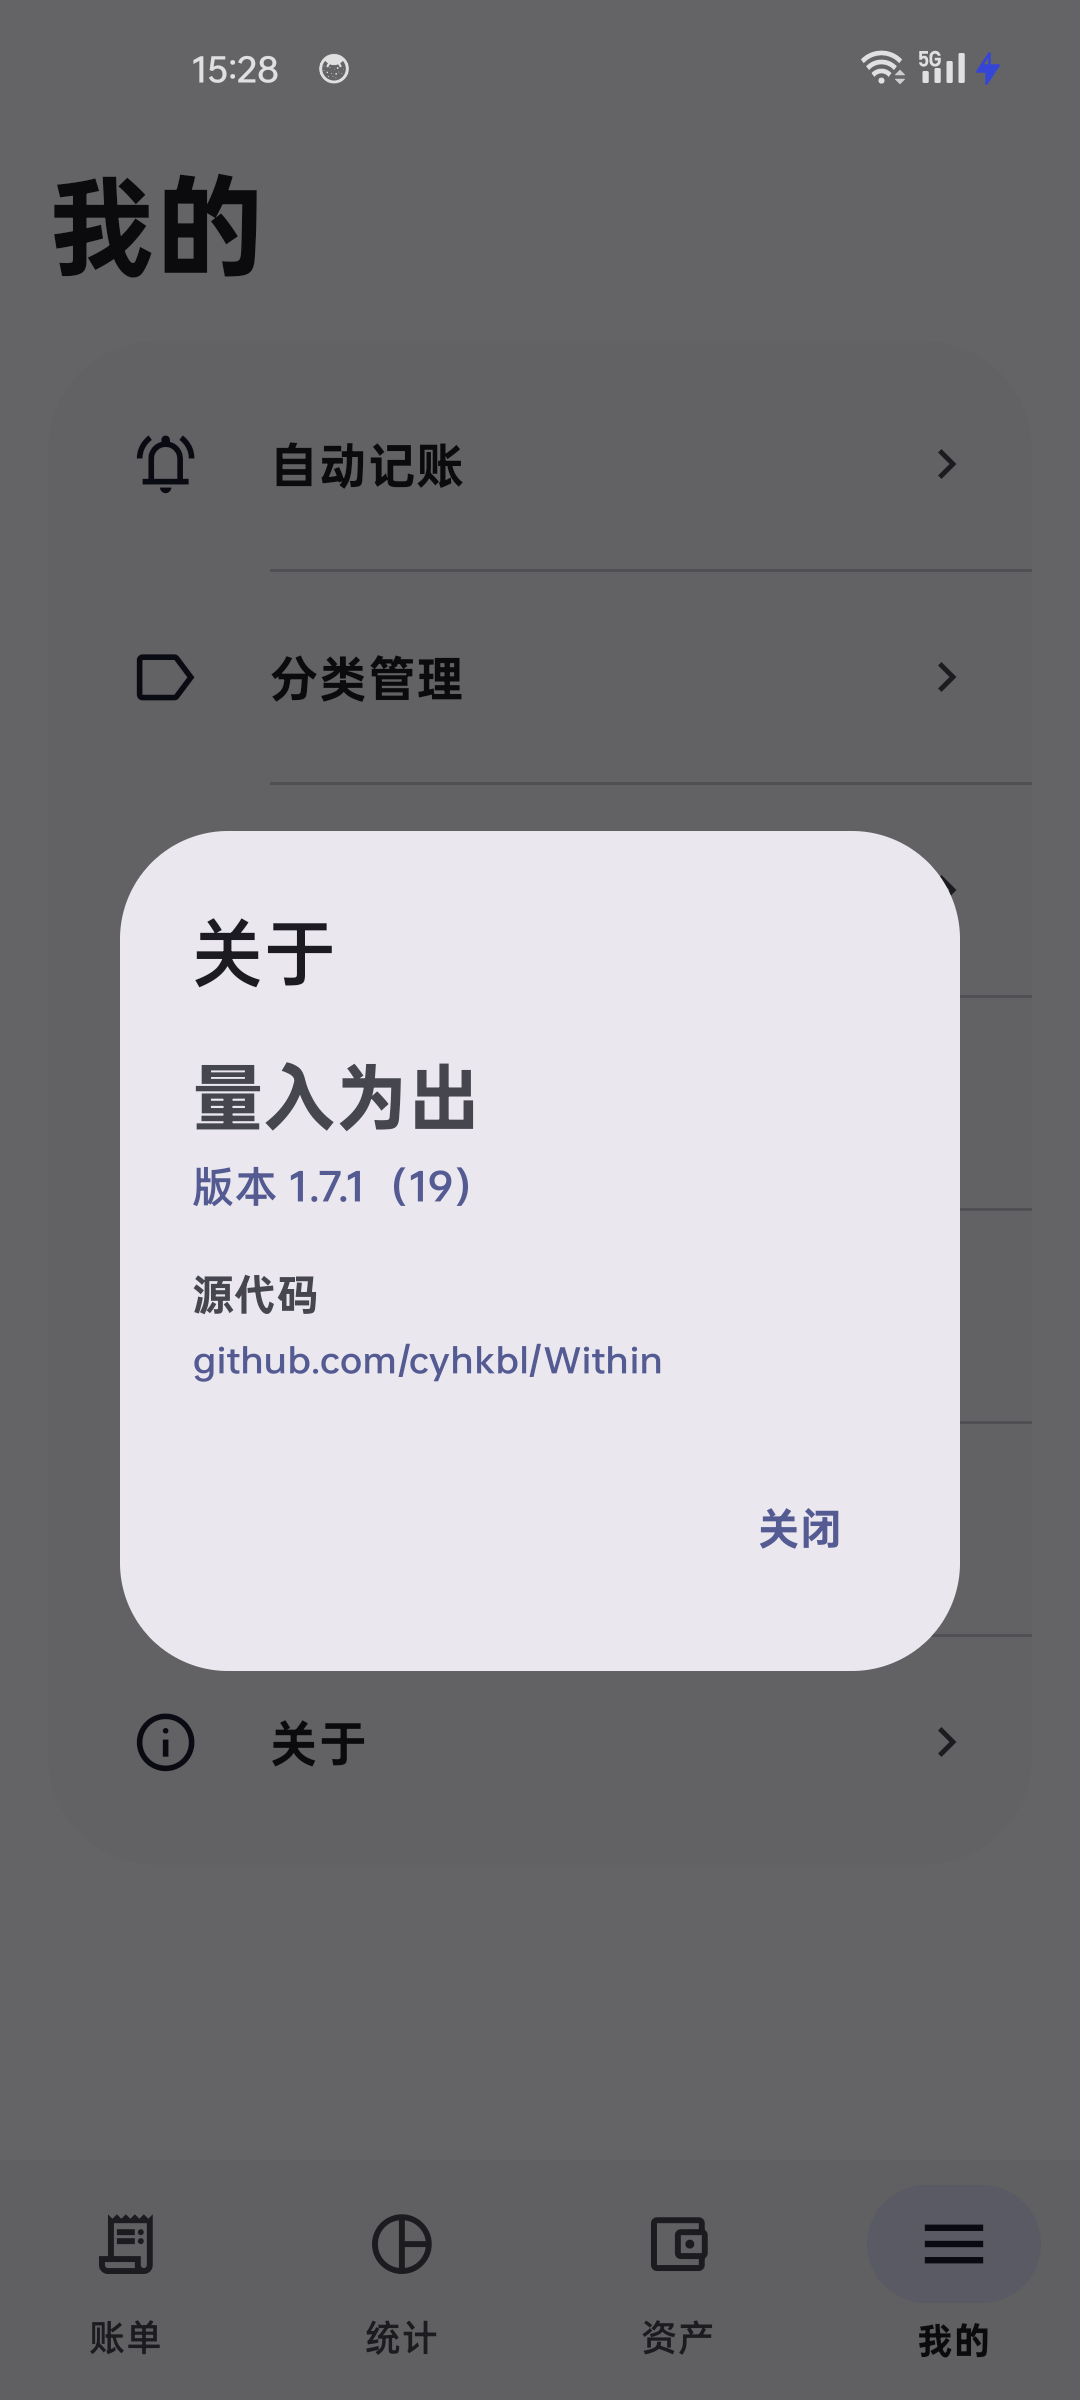 15:28
5G
我的
自动记账
分类管理
关于
量入为出
版本 1.7.1（19）
源代码
github.com/cyhkbl/Within
关闭
关于
账单
统计
资产
我的